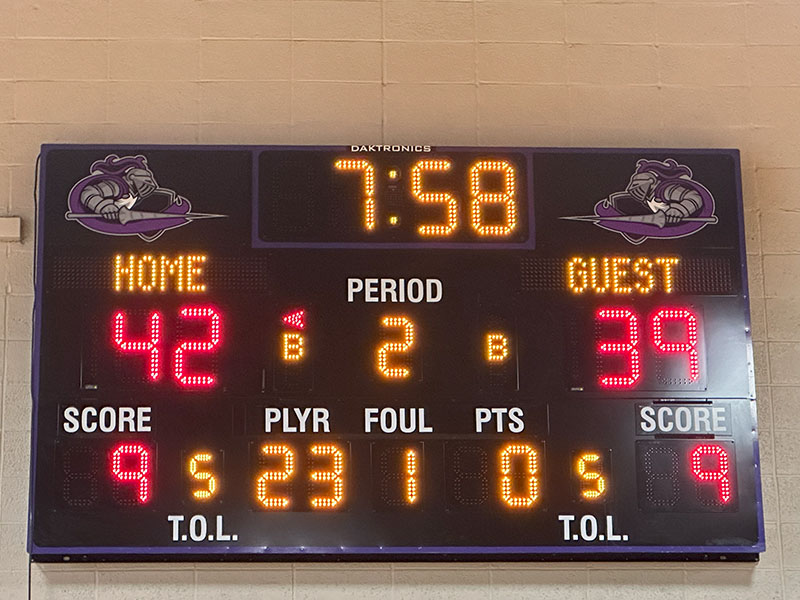 DAKTRONICS
7:58
HOME GUEST
PERIOD
42 B 2 B 39
SCORE PLYR FOUL PTS SCORE
9 5 23 1 0 5 9
T.O.L. T.O.L.